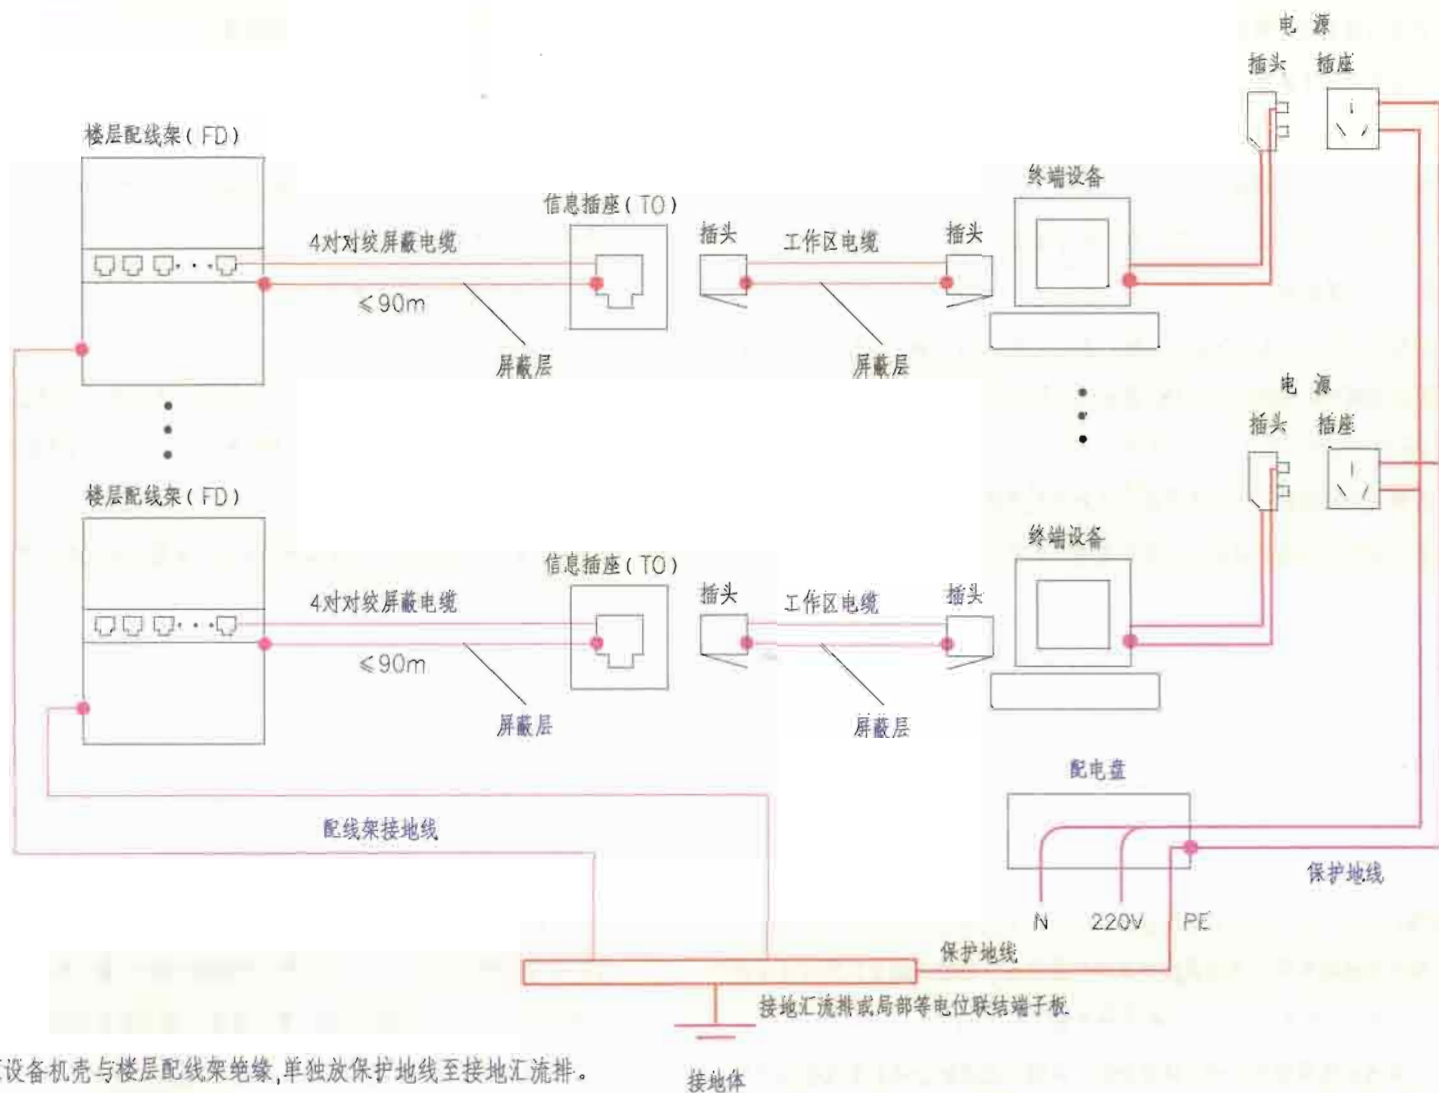 电 源
插头 插座
楼层配线架(FD)
终端设备
信息插座(TO)
4对对绞屏蔽电缆
插头
工作区电缆
插头
≤90m
屏蔽层
屏蔽层
电 源
插头 插座
楼层配线架(FD)
终端设备
信息插座(TO)
4对对绞屏蔽电缆
插头
工作区电缆
插头
≤90m
屏蔽层
屏蔽层
配电盘
配线架接地线
保护地线
N 220V PE
保护地线
接地汇流排或局部等电位联结端子板
设备机壳与楼层配线架绝缘,单独放保护地线至接地汇流排。
接地体